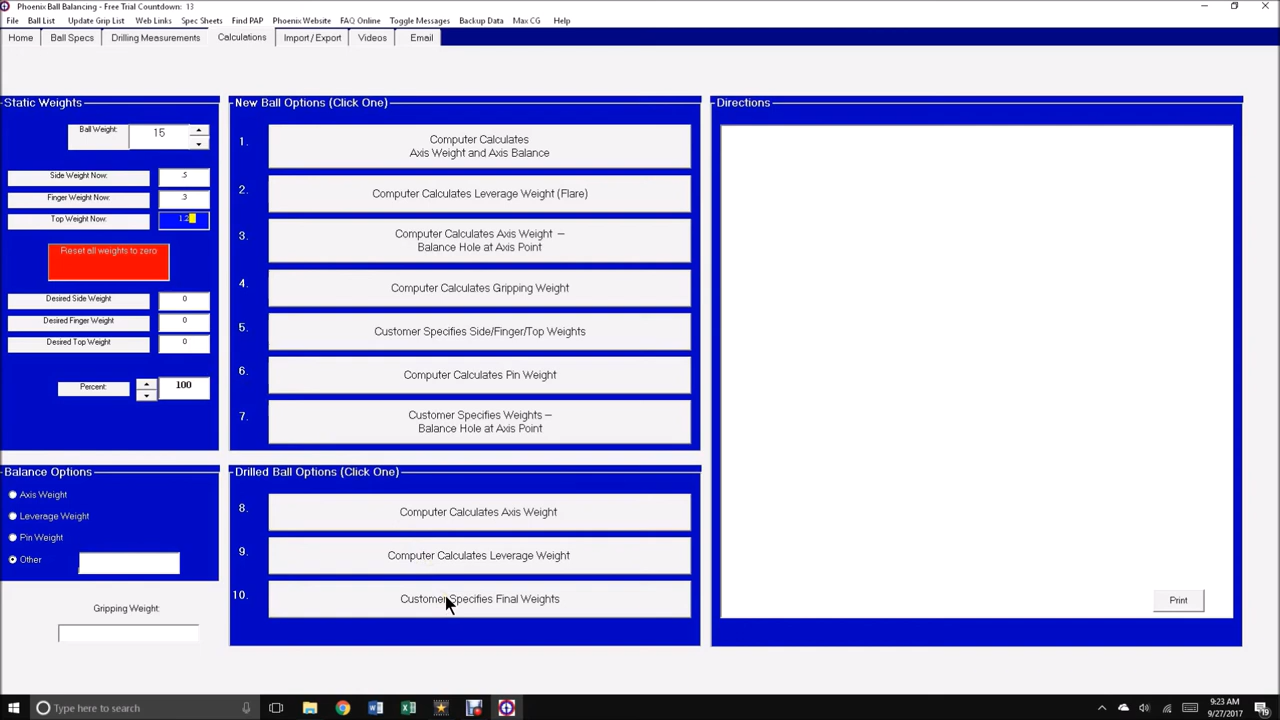 Phoenix Ball Balancing - Free Trial Countdown: 13
File Ball List Update Grip List Web Links Spec Sheets Find PAP Phoenix Website FAQ Online Toggle Messages Backup Data Max CG Help
Home Ball Specs Drilling Measurements Calculations Import / Export Videos Email
Static Weights
Ball Weight: 15
Side Weight Now: .5
Finger Weight Now: .3
Top Weight Now:
Reset all weights to zero
Desired Side Weight 0
Desired Finger Weight 0
Desired Top Weight 0
Percent: 100
Balance Options
Axis Weight
Leverage Weight
Pin Weight
Other
Gripping Weight:
New Ball Options (Click One)
1. Computer Calculates
Axis Weight and Axis Balance
2. Computer Calculates Leverage Weight (Flare)
3. Computer Calculates Axis Weight –
Balance Hole at Axis Point
4. Computer Calculates Gripping Weight
5. Customer Specifies Side/Finger/Top Weights
6. Computer Calculates Pin Weight
7. Customer Specifies Weights –
Balance Hole at Axis Point
Drilled Ball Options (Click One)
8. Computer Calculates Axis Weight
9. Computer Calculates Leverage Weight
10. Customer Specifies Final Weights
Directions
Print
Type here to search
9:23 AM
9/27/2017